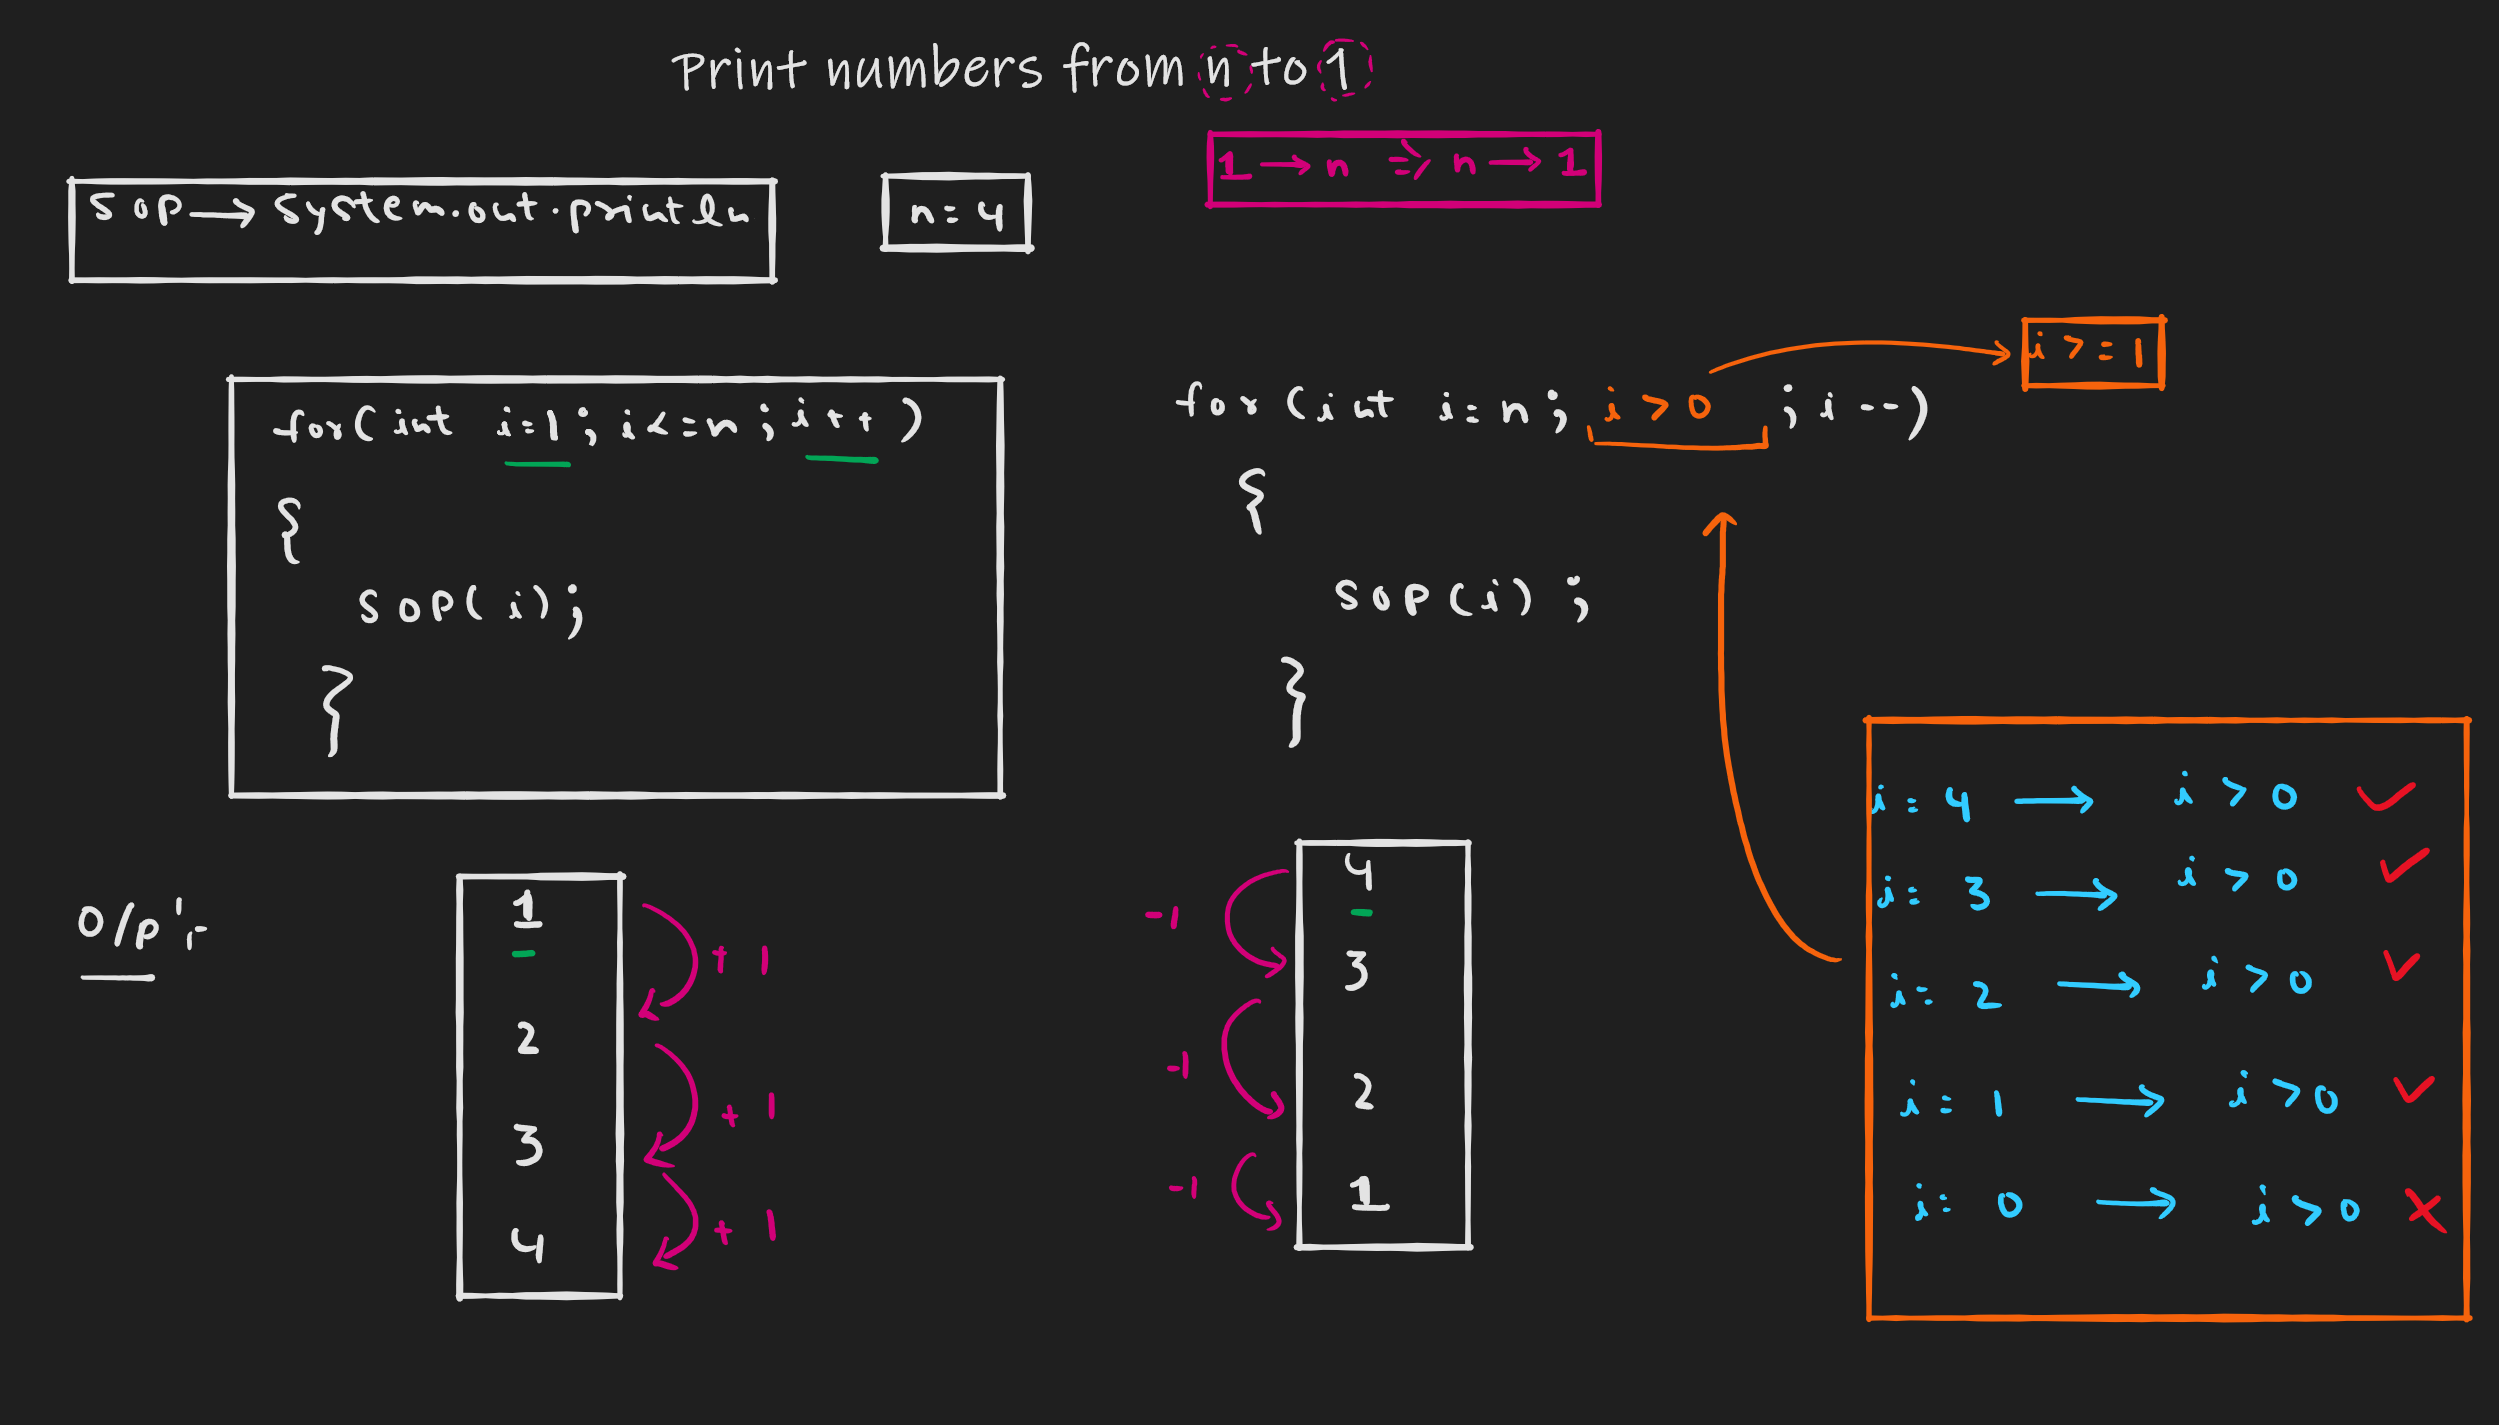 Print numbers from n to 1
1 → n => n → 1
SOP → System.out.println
n = 4
i >= 1
for(int i=1; i<=n; i++)
{
SOP(i);
}
for(int i=n; i>0 ; i--)
{
SOP(i);
}
O/p :-
1
2
3
4
+1
+1
+1
4
3
2
1
-1
-1
-1
i = 4 → i > 0 ✓
i = 3 → i > 0 ✓
i = 2 → i > 0 ✓
i = 1 → i > 0 ✓
i = 0 → i > 0 ✗